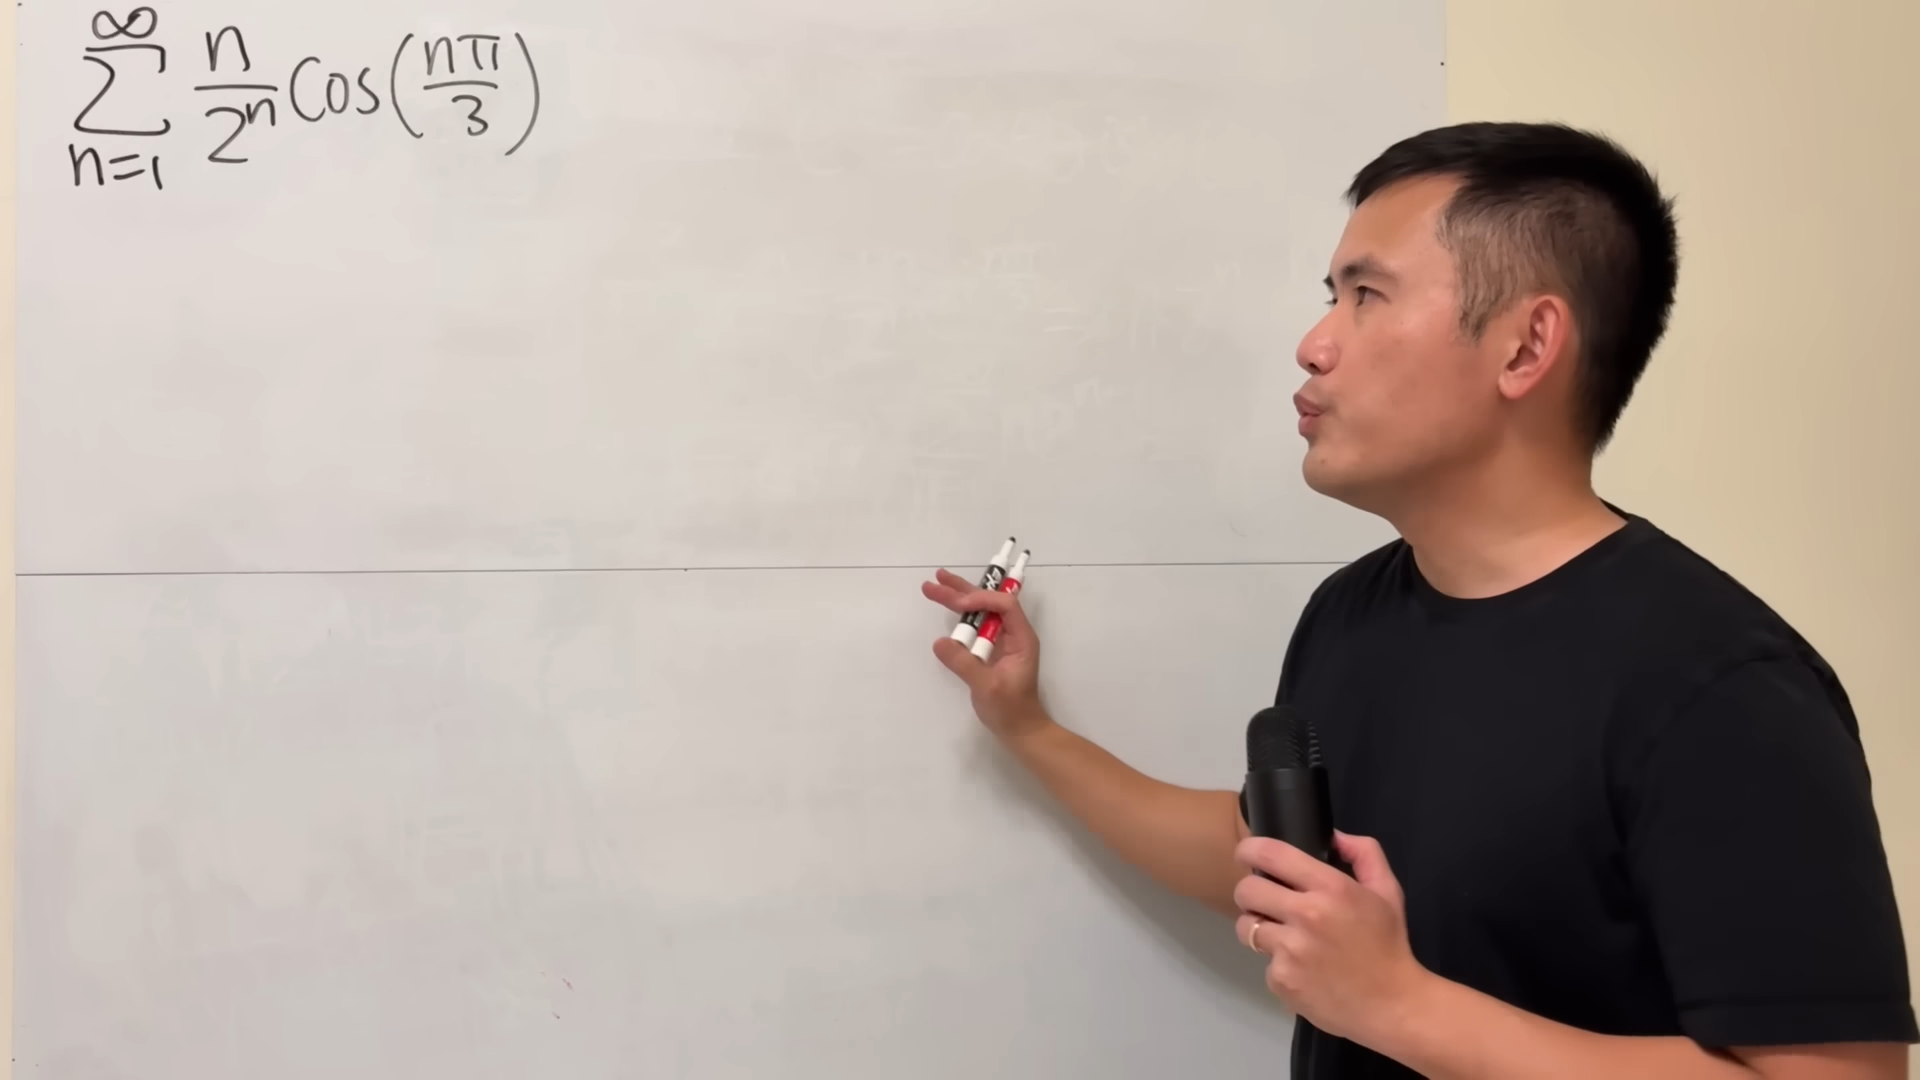 ∞
∑ n/2ⁿ Cos(nπ/3)
n=1